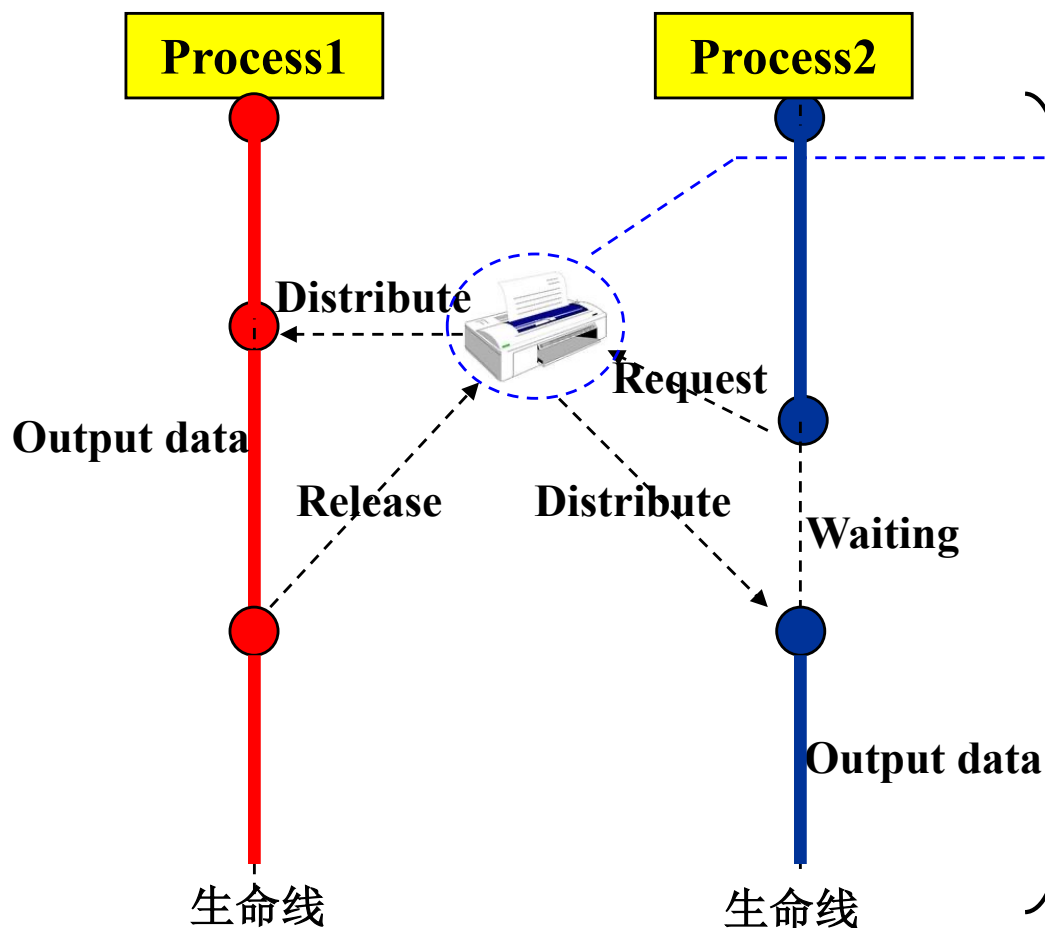 Process1
Process2
Distribute
Request
Output data
Release
Distribute
Waiting
Output data
生命线
生命线